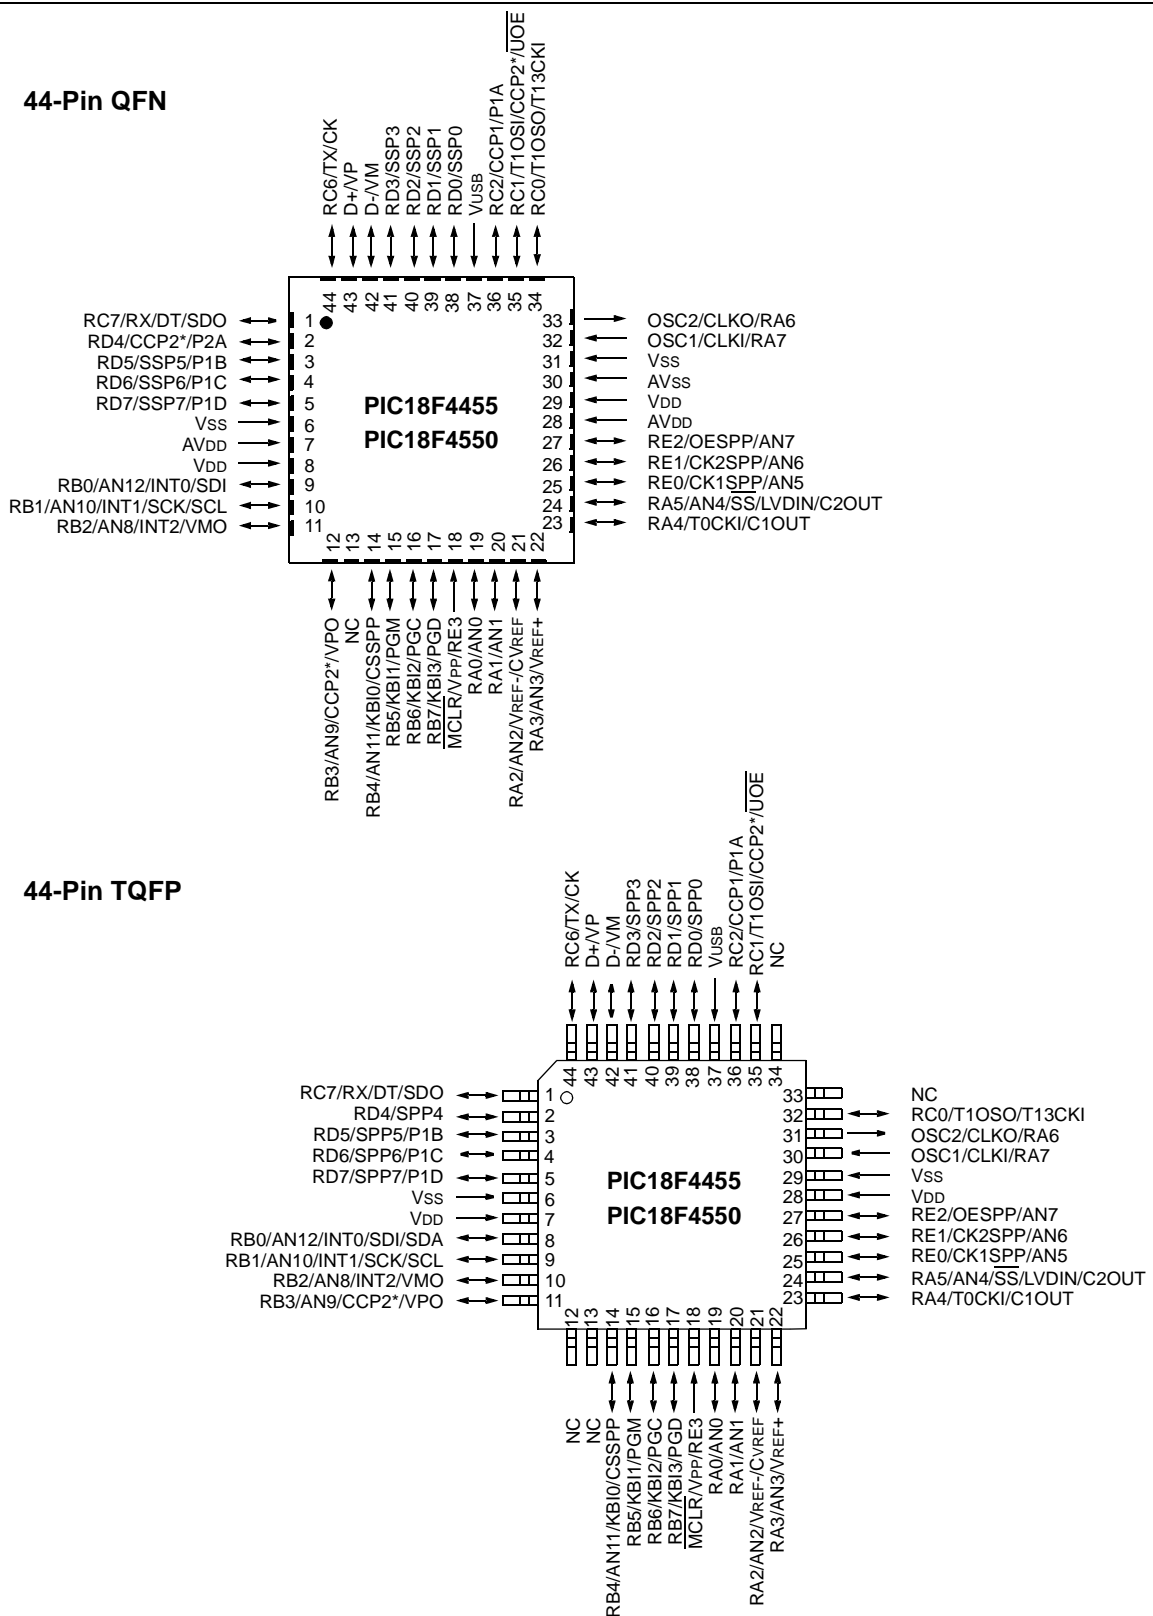 44-Pin QFN
RC6/TX/CK
D+/VP
D-/VM
RD3/SSP3
RD2/SSP2
RD1/SSP1
RD0/SSP0
VUSB
RC2/CCP1/P1A
RC1/T1OSI/CCP2*/UOE
RC0/T1OSO/T13CKI
44 43 42 41 40 39 38 37 36 35 34
RC7/RX/DT/SDO 1
RD4/CCP2*/P2A 2
RD5/SSP5/P1B 3
RD6/SSP6/P1C 4
RD7/SSP7/P1D 5
VSS 6
AVDD 7
VDD 8
RB0/AN12/INT0/SDI 9
RB1/AN10/INT1/SCK/SCL 10
RB2/AN8/INT2/VMO 11
PIC18F4455
PIC18F4550
33 OSC2/CLKO/RA6
32 OSC1/CLKI/RA7
31 VSS
30 AVSS
29 VDD
28 AVDD
27 RE2/OESPP/AN7
26 RE1/CK2SPP/AN6
25 RE0/CK1SPP/AN5
24 RA5/AN4/SS/LVDIN/C2OUT
23 RA4/T0CKI/C1OUT
12 13 14 15 16 17 18 19 20 21 22
RB3/AN9/CCP2*/VPO
NC
RB4/AN11/KBI0/CSSPP
RB5/KBI1/PGM
RB6/KBI2/PGC
RB7/KBI3/PGD
MCLR/VPP/RE3
RA0/AN0
RA1/AN1
RA2/AN2/VREF-/CVREF
RA3/AN3/VREF+
44-Pin TQFP
RC6/TX/CK
D+/VP
D-/VM
RD3/SPP3
RD2/SPP2
RD1/SPP1
RD0/SPP0
VUSB
RC2/CCP1/P1A
RC1/T1OSI/CCP2*/UOE
NC
44 43 42 41 40 39 38 37 36 35 34
RC7/RX/DT/SDO 1
RD4/SPP4 2
RD5/SPP5/P1B 3
RD6/SPP6/P1C 4
RD7/SPP7/P1D 5
VSS 6
VDD 7
RB0/AN12/INT0/SDI/SDA 8
RB1/AN10/INT1/SCK/SCL 9
RB2/AN8/INT2/VMO 10
RB3/AN9/CCP2*/VPO 11
PIC18F4455
PIC18F4550
33 NC
32 RC0/T1OSO/T13CKI
31 OSC2/CLKO/RA6
30 OSC1/CLKI/RA7
29 VSS
28 VDD
27 RE2/OESPP/AN7
26 RE1/CK2SPP/AN6
25 RE0/CK1SPP/AN5
24 RA5/AN4/SS/LVDIN/C2OUT
23 RA4/T0CKI/C1OUT
12 13 14 15 16 17 18 19 20 21 22
NC
NC
RB4/AN11/KBI0/CSSPP
RB5/KBI1/PGM
RB6/KBI2/PGC
RB7/KBI3/PGD
MCLR/VPP/RE3
RA0/AN0
RA1/AN1
RA2/AN2/VREF-/CVREF
RA3/AN3/VREF+